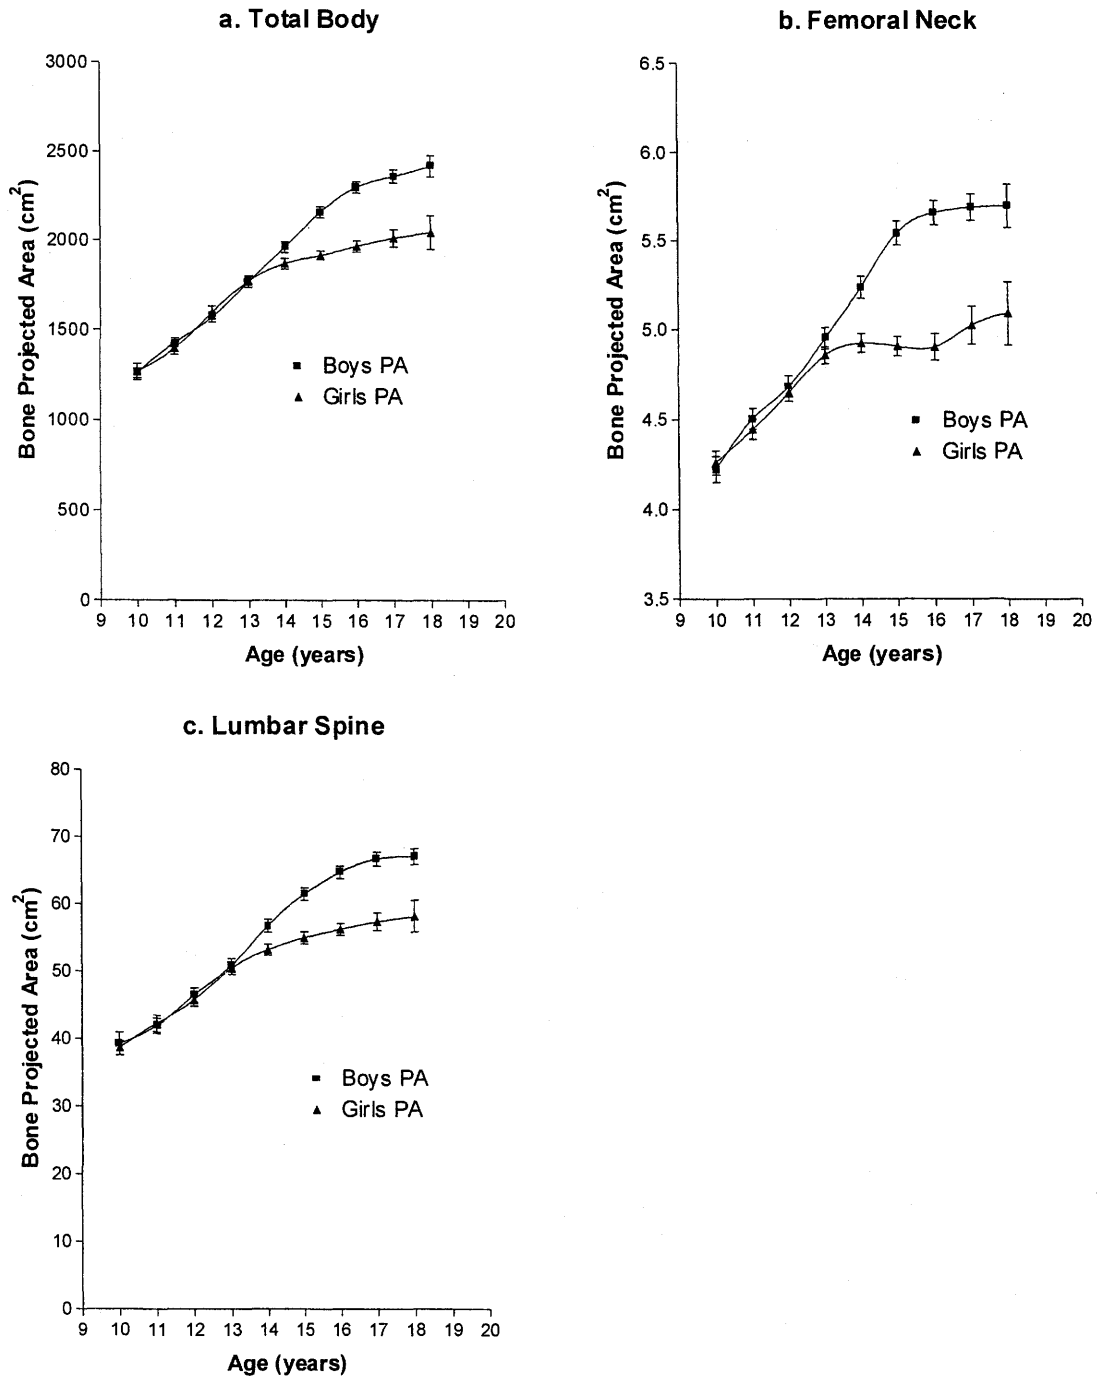 a. Total Body
3000
2500
2000
1500
1000
500
0
Bone Projected Area (cm²)
Boys PA
Girls PA
9 10 11 12 13 14 15 16 17 18 19 20
Age (years)
b. Femoral Neck
6.5
6.0
5.5
5.0
4.5
4.0
3.5
Bone Projected Area (cm²)
Boys PA
Girls PA
9 10 11 12 13 14 15 16 17 18 19 20
Age (years)
c. Lumbar Spine
80
70
60
50
40
30
20
10
0
Bone Projected Area (cm²)
Boys PA
Girls PA
9 10 11 12 13 14 15 16 17 18 19 20
Age (years)